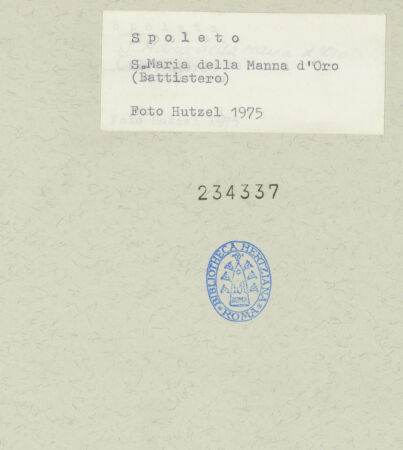 Spoleto
S.Maria della Manna d'Oro
(Battistero)
Foto Hutzel 1975
234337
BIBLIOTHECA HERTZIANA
ROMA